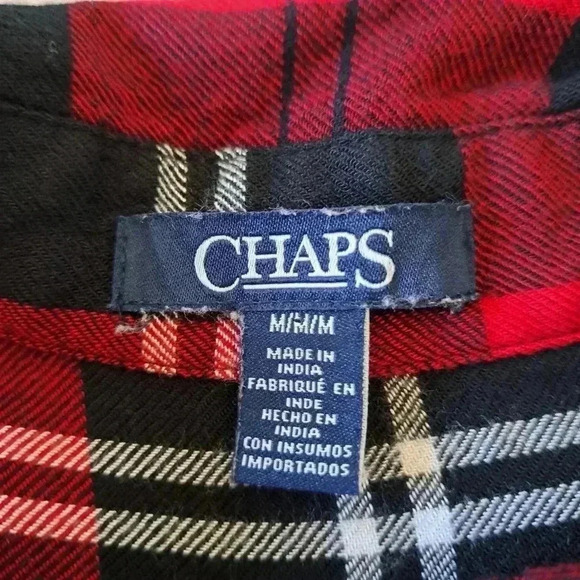 CHAPS
M/M/M
MADE IN
INDIA
FABRIQUÉ EN
INDE
HECHO EN
INDIA
CON INSUMOS
IMPORTADOS